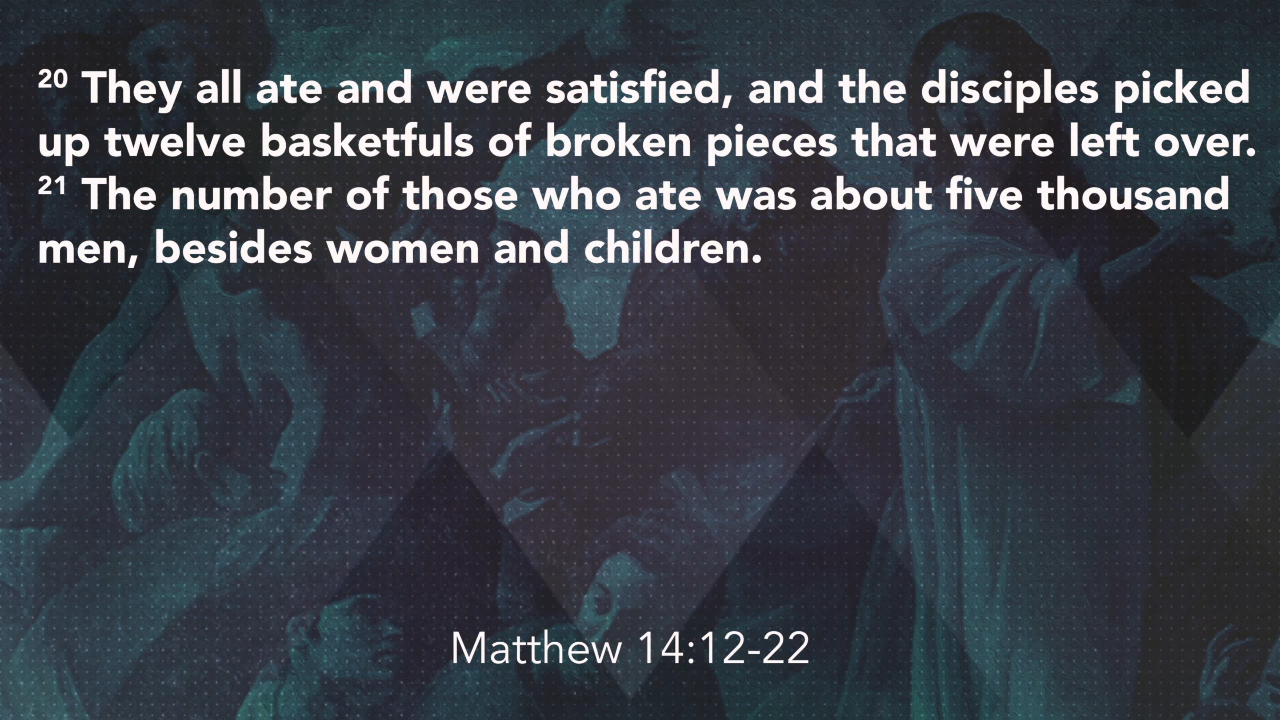 20 They all ate and were satisfied, and the disciples picked
up twelve basketfuls of broken pieces that were left over.
21 The number of those who ate was about five thousand
men, besides women and children.
Matthew 14:12-22